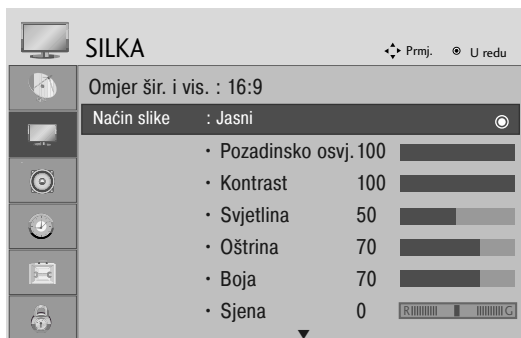 SILKA
Prmj. U redu
Omjer šir. i vis. : 16:9
Naćin slike : Jasni
• Pozadinsko osvj. 100
• Kontrast 100
• Svjetlina 50
• Oštrina 70
• Boja 70
• Sjena 0 R G